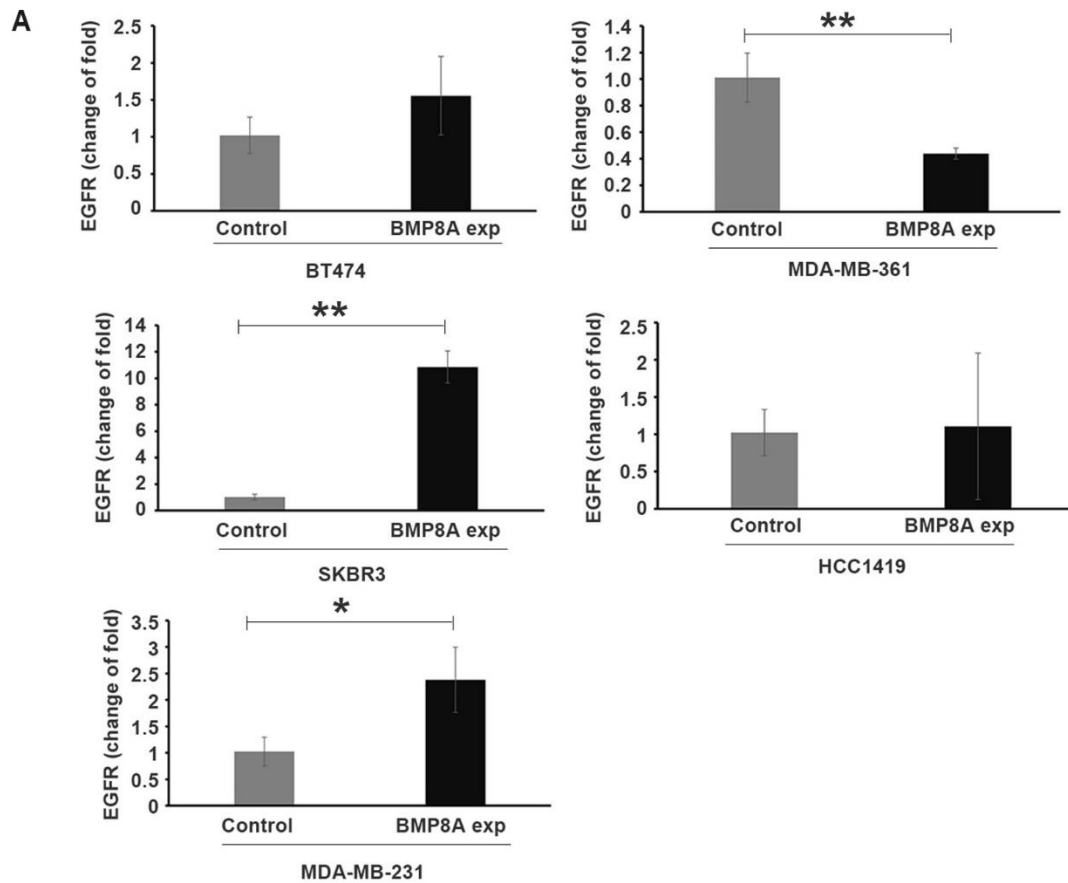 A
EGFR (change of fold)
2.5
2
1.5
1
0.5
0
Control BMP8A exp
BT474
**
EGFR (change of fold)
1.4
1.2
1.0
0.8
0.6
0.4
0.2
0
Control BMP8A exp
MDA-MB-361
**
EGFR (change of fold)
14
12
10
8
6
4
2
0
Control BMP8A exp
SKBR3
EGFR (change of fold)
2.5
2
1.5
1
0.5
0
Control BMP8A exp
HCC1419
*
EGFR (change of fold)
3.5
3
2.5
2
1.5
1
0.5
0
Control BMP8A exp
MDA-MB-231